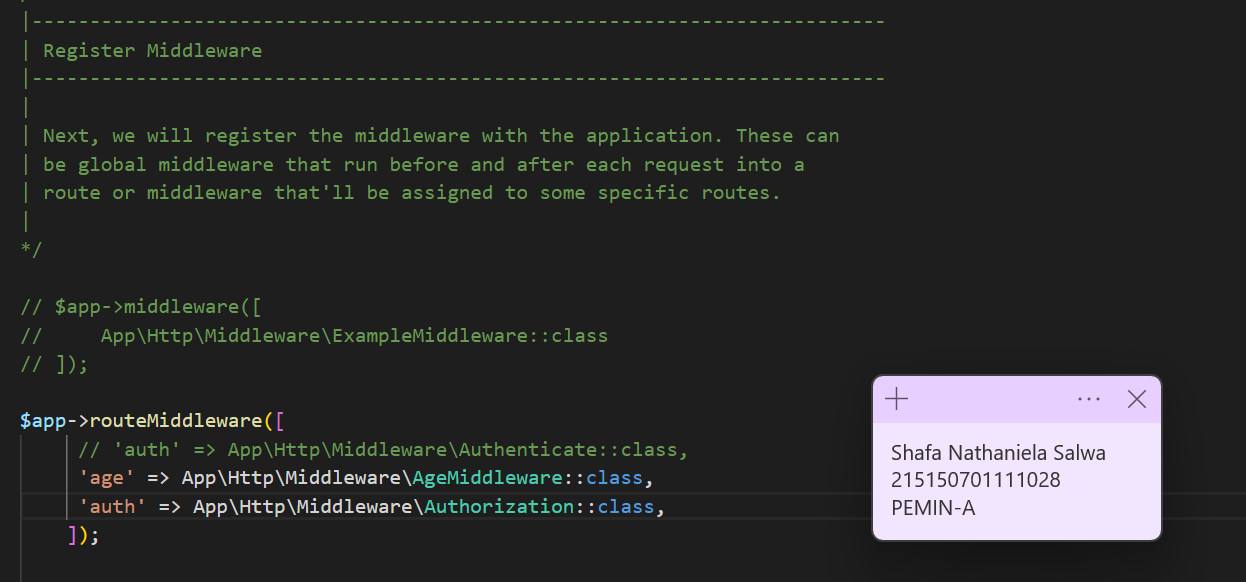 |--------------------------------------------------------------------------
| Register Middleware
|--------------------------------------------------------------------------
|
| Next, we will register the middleware with the application. These can
| be global middleware that run before and after each request into a
| route or middleware that'll be assigned to some specific routes.
|
*/
// $app->middleware([
//     App\Http\Middleware\ExampleMiddleware::class
// ]);
$app->routeMiddleware([
// 'auth' => App\Http\Middleware\Authenticate::class,
'age' => App\Http\Middleware\AgeMiddleware::class,
'auth' => App\Http\Middleware\Authorization::class,
]);
Shafa Nathaniela Salwa
215150701111028
PEMIN-A